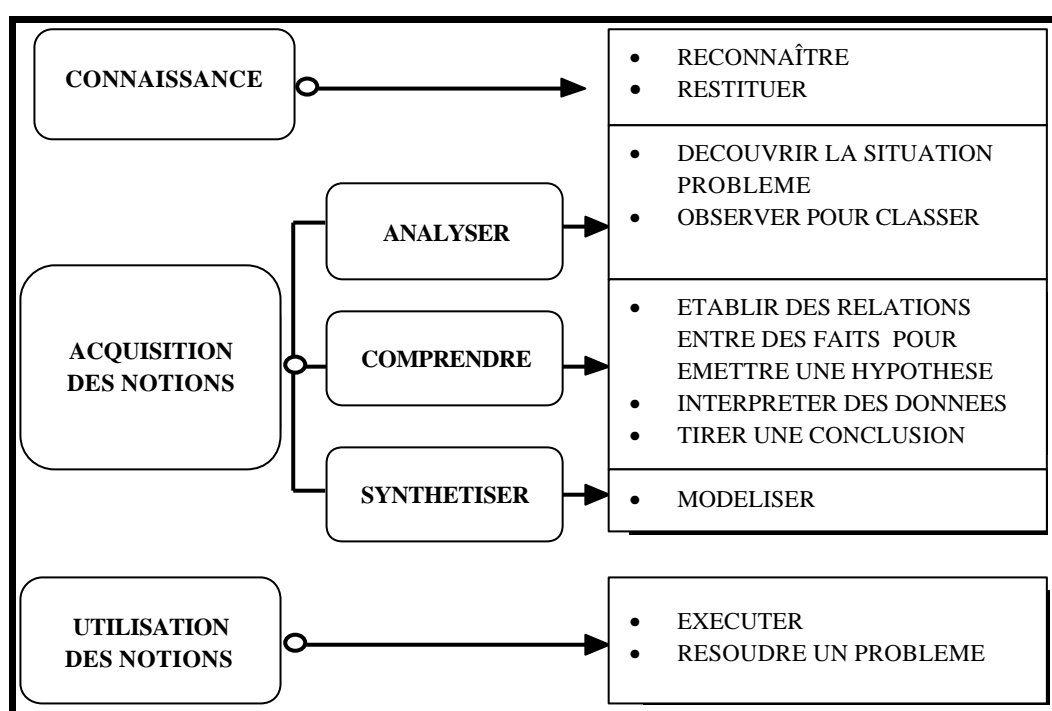 CONNAISSANCE
• RECONNAÎTRE
• RESTITUER
ACQUISITION
DES NOTIONS
ANALYSER
• DECOUVRIR LA SITUATION
PROBLEME
• OBSERVER POUR CLASSER
COMPRENDRE
• ETABLIR DES RELATIONS
ENTRE DES FAITS POUR
EMETTRE UNE HYPOTHESE
• INTERPRETER DES DONNEES
• TIRER UNE CONCLUSION
SYNTHETISER
• MODELISER
UTILISATION
DES NOTIONS
• EXECUTER
• RESOUDRE UN PROBLEME